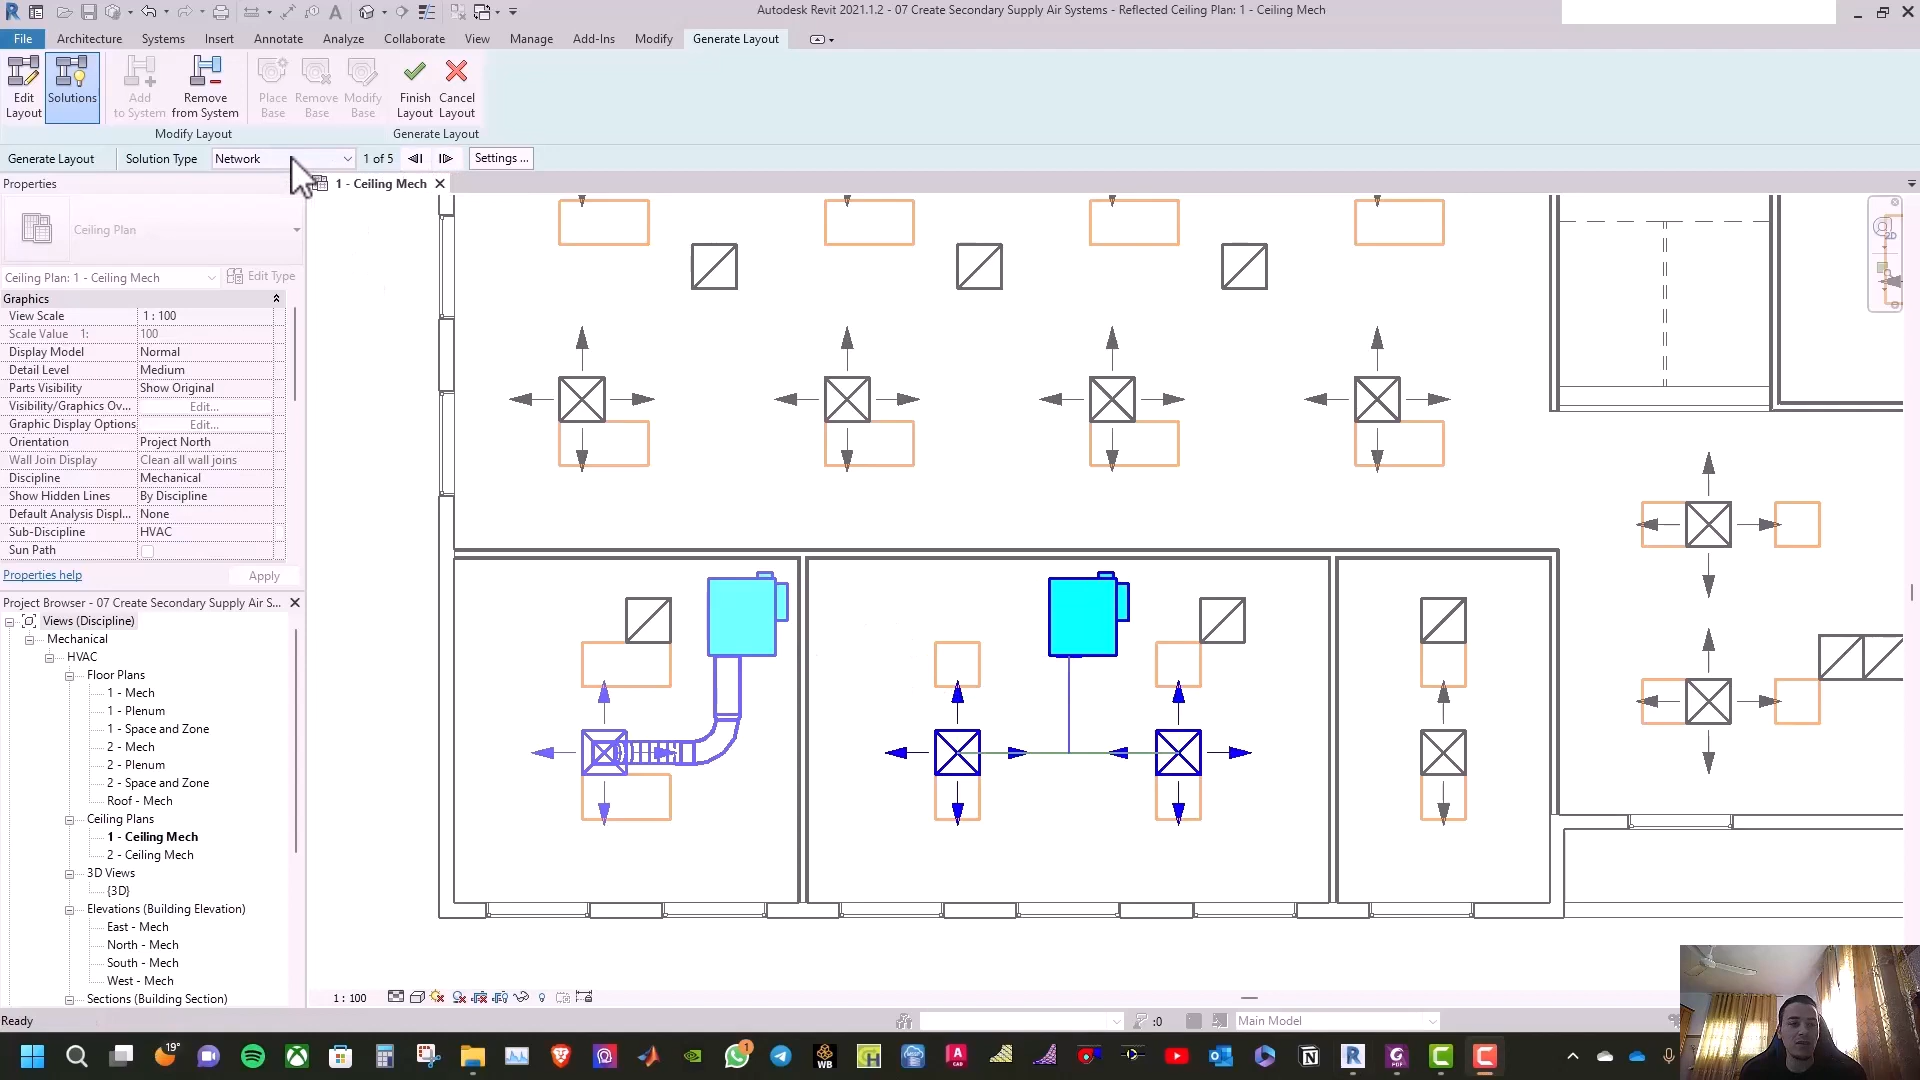 Autodesk Revit 2021.1.2 - 07 Create Secondary Supply Air Systems - Reflected Ceiling Plan: 1 - Ceiling Mech
File
Architecture
Systems
Insert
Annotate
Analyze
Collaborate
View
Manage
Add-Ins
Modify
Generate Layout
Edit
Layout
Solutions
Add
to System
Remove
from System
Place
Base
Remove
Base
Modify
Base
Finish
Layout
Cancel
Layout
Modify Layout
Generate Layout
Generate Layout
Solution Type
Network
1 of 5
Settings ...
Properties
1 - Ceiling Mech
Ceiling Plan
Ceiling Plan: 1 - Ceiling Mech
Edit Type
Graphics
View Scale 1 : 100
Scale Value 1: 100
Display Model Normal
Detail Level Medium
Parts Visibility Show Original
Visibility/Graphics Ov... Edit...
Graphic Display Options Edit...
Orientation Project North
Wall Join Display Clean all wall joins
Discipline Mechanical
Show Hidden Lines By Discipline
Default Analysis Displ... None
Sub-Discipline HVAC
Sun Path
Properties help
Apply
Project Browser - 07 Create Secondary Supply Air S...
Views (Discipline)
Mechanical
HVAC
Floor Plans
1 - Mech
1 - Plenum
1 - Space and Zone
2 - Mech
2 - Plenum
2 - Space and Zone
Roof - Mech
Ceiling Plans
1 - Ceiling Mech
2 - Ceiling Mech
3D Views
{3D}
Elevations (Building Elevation)
East - Mech
North - Mech
South - Mech
West - Mech
Sections (Building Section)
1 : 100
Ready
:0
Main Model
19°
1
WB